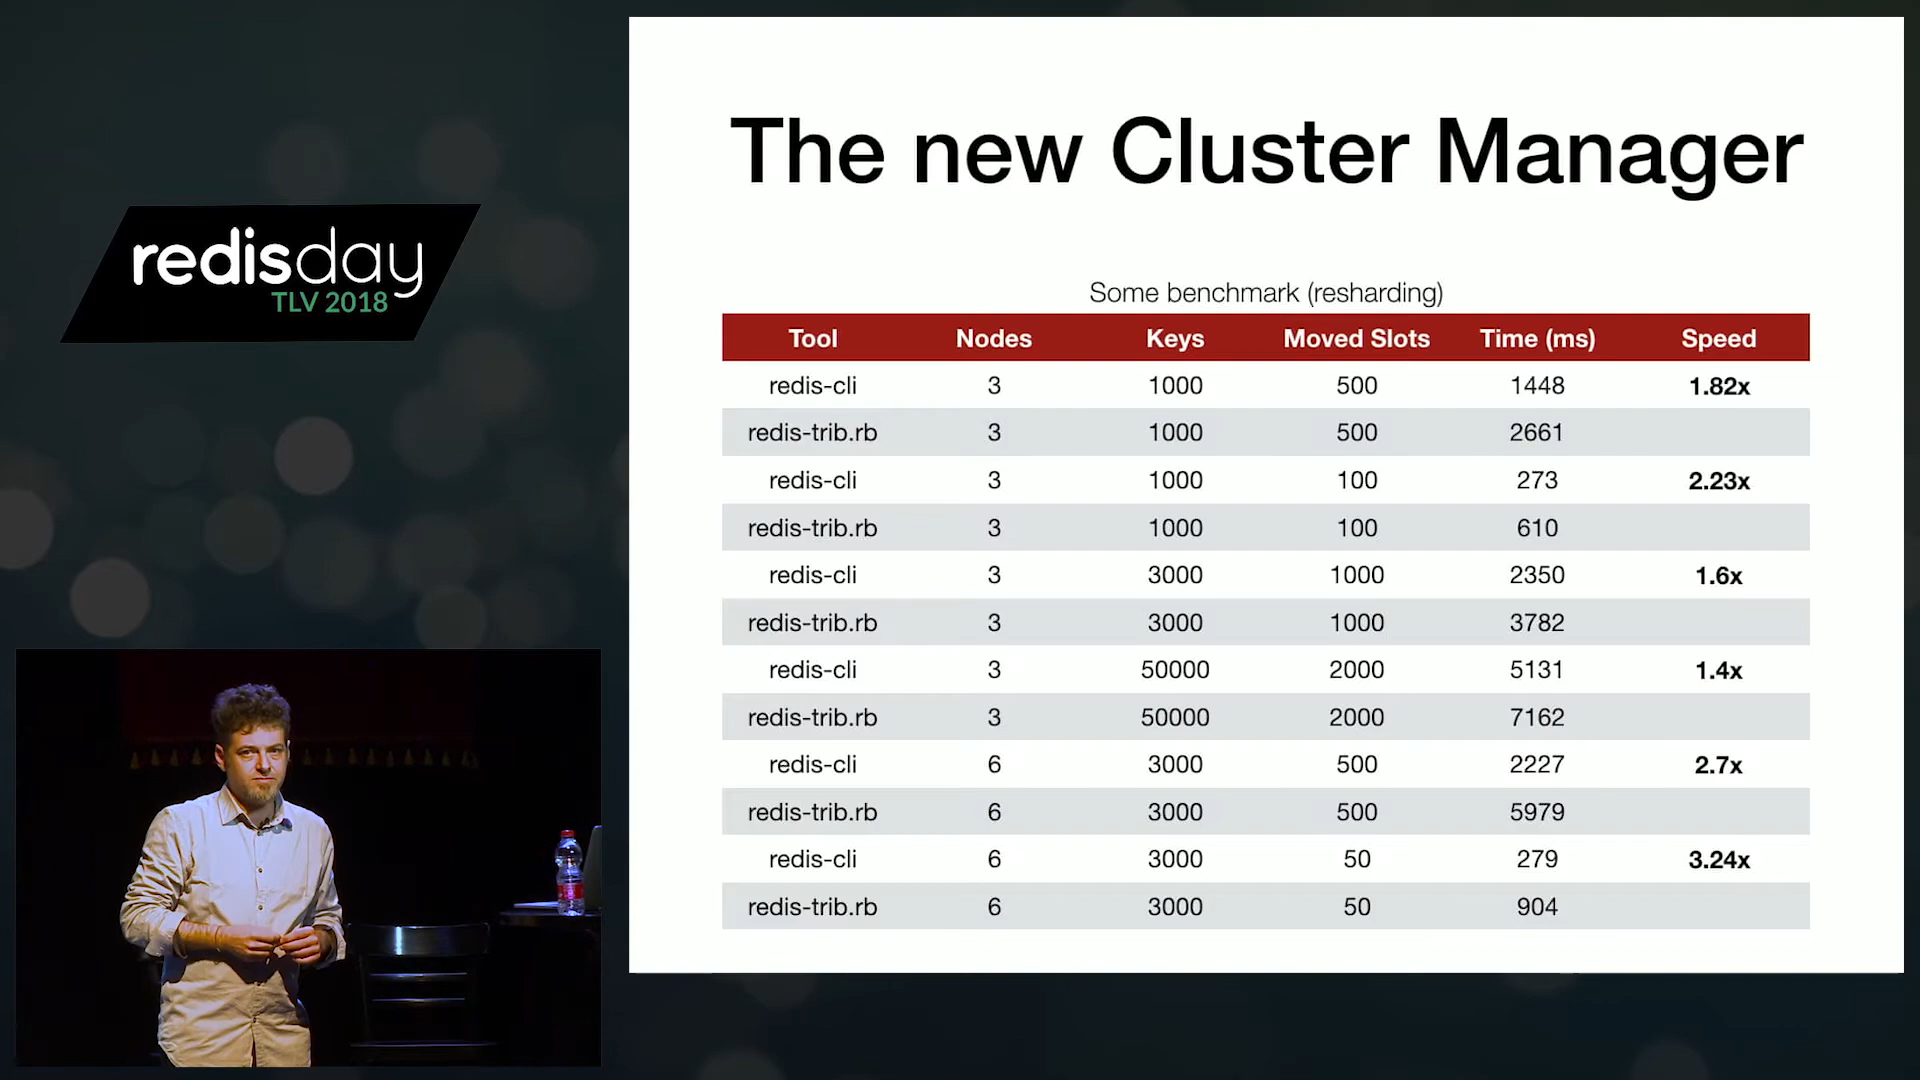 redisday
TLV 2018
The new Cluster Manager
Some benchmark (resharding)
Tool Nodes Keys Moved Slots Time (ms) Speed
redis-cli 3 1000 500 1448 1.82x
redis-trib.rb 3 1000 500 2661
redis-cli 3 1000 100 273 2.23x
redis-trib.rb 3 1000 100 610
redis-cli 3 3000 1000 2350 1.6x
redis-trib.rb 3 3000 1000 3782
redis-cli 3 50000 2000 5131 1.4x
redis-trib.rb 3 50000 2000 7162
redis-cli 6 3000 500 2227 2.7x
redis-trib.rb 6 3000 500 5979
redis-cli 6 3000 50 279 3.24x
redis-trib.rb 6 3000 50 904